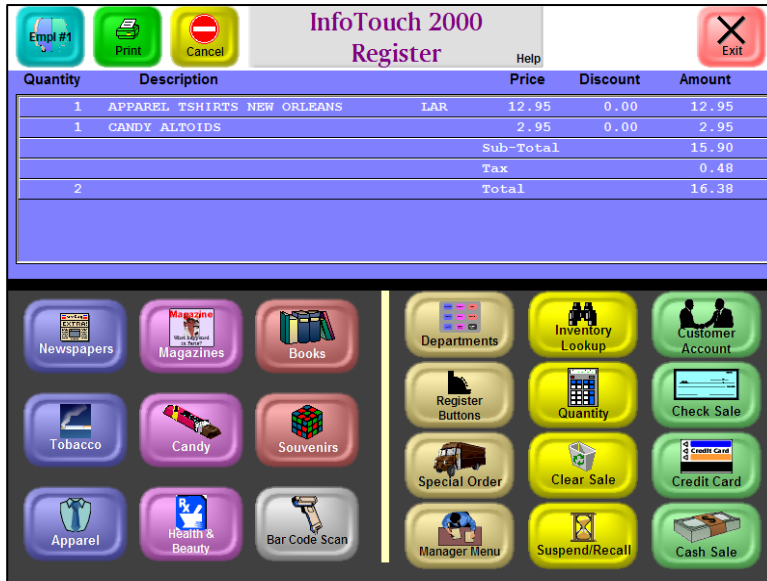 Empl #1
Print
Cancel
InfoTouch 2000
Register
Help
Exit
Quantity Description Price Discount Amount
1 APPAREL TSHIRTS NEW ORLEANS LAR 12.95 0.00 12.95
1 CANDY ALTOIDS 2.95 0.00 2.95
Sub-Total 15.90
Tax 0.48
2 Total 16.38
EXTRA
Newspapers
Magazine
Magazines
Books
Departments
Inventory
Lookup
Customer
Account
Register
Buttons
Quantity
Check Sale
Tobacco
Candy
Souvenirs
Special Order
Clear Sale
Credit Card
Credit Card
Apparel
Rx
Health &
Beauty
Bar Code Scan
Manager Menu
Suspend/Recall
Cash Sale